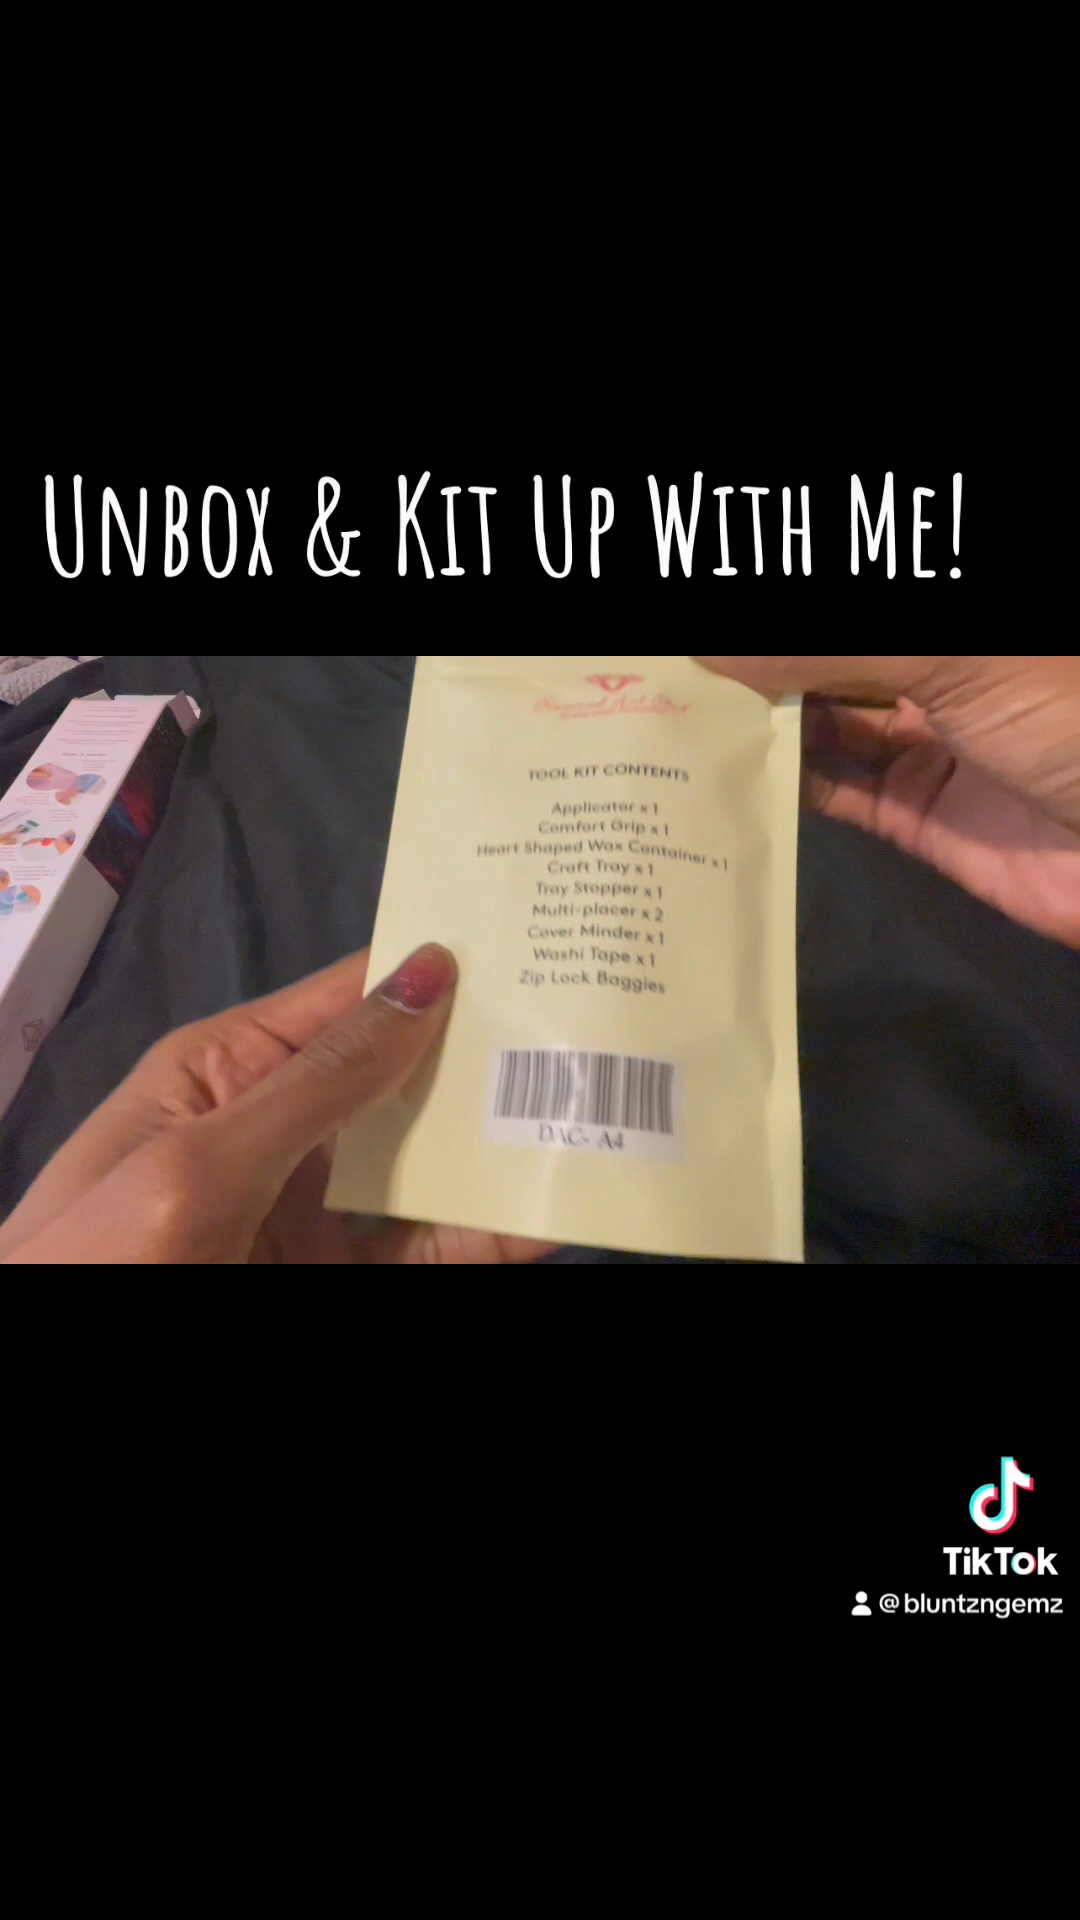 UNBOX & KIT UP WITH ME!
TOOL KIT CONTENTS
Applicator x 1
Comfort Grip x 1
Heart Shaped Wax Container x 1
Craft Tray x 1
Tray Stopper x 1
Multi-placer x 2
Cover Minder x 1
Washi Tape x 1
Zip Lock Baggies
DAC- A4
TikTok
@bluntzngemz